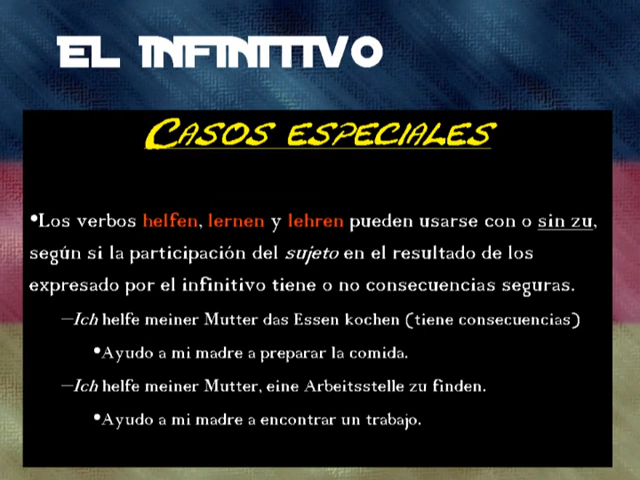 EL INFINITIVO
CASOS ESPECIALES
•Los verbos helfen, lernen y lehren pueden usarse con o sin zu,
según si la participación del sujeto en el resultado de los
expresado por el infinitivo tiene o no consecuencias seguras.
–Ich helfe meiner Mutter das Essen kochen (tiene consecuencias)
•Ayudo a mi madre a preparar la comida.
–Ich helfe meiner Mutter, eine Arbeitsstelle zu finden.
•Ayudo a mi madre a encontrar un trabajo.